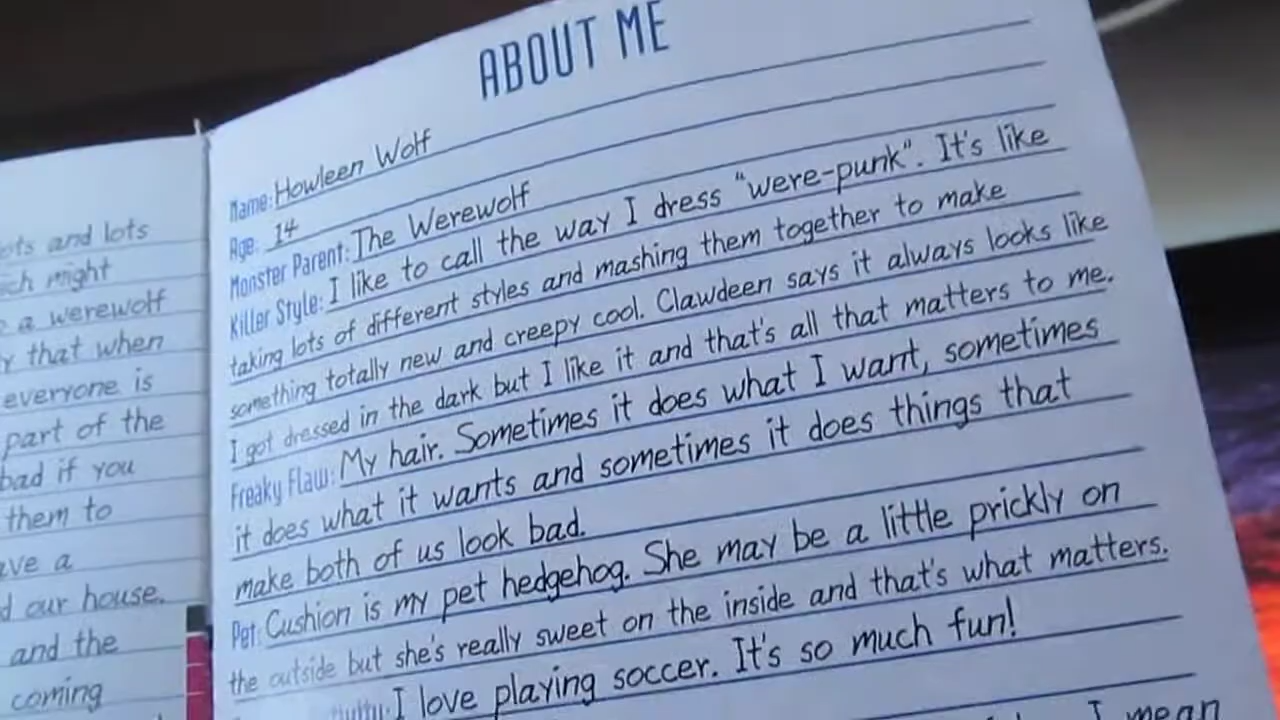 ots and lots
ch might
a werewolf
y that when
everyone is
part of the
bad if you
them to
ave a
d our house.
and the
coming
ABOUT ME
Name: Howleen Wolf
Age: 14
Monster Parent: The Werewolf
Killer Style: I like to call the way I dress "were-punk". It's like
taking lots of different styles and mashing them together to make
something totally new and creepy cool. Clawdeen says it always looks like
I got dressed in the dark but I like it and that's all that matters to me.
Freaky Flaw: My hair. Sometimes it does what I want, sometimes
it does what it wants and sometimes it does things that
make both of us look bad.
Pet: Cushion is my pet hedgehog. She may be a little prickly on
the outside but she's really sweet on the inside and that's what matters.
I love playing soccer. It's so much fun!
I mean